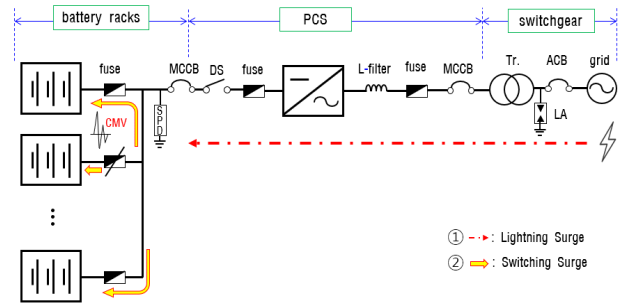 battery racks
PCS
switchgear
fuse
MCCB
DS
fuse
L-filter
fuse
MCCB
Tr.
ACB
grid
SPD
CMV
LA
① : Lightning Surge
② : Switching Surge